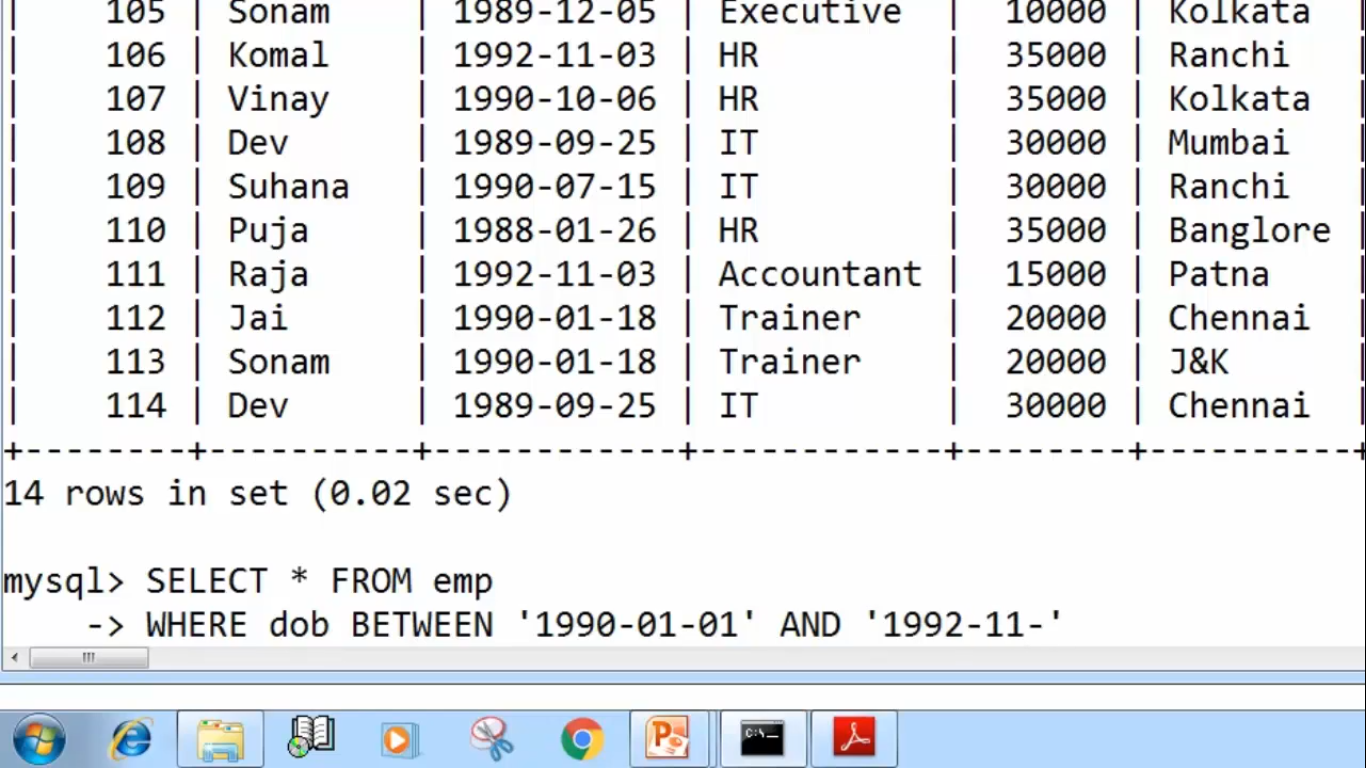 | 105 | Sonam | 1989-12-05 | Executive | 10000 | Kolkata |
| 106 | Komal | 1992-11-03 | HR | 35000 | Ranchi |
| 107 | Vinay | 1990-10-06 | HR | 35000 | Kolkata |
| 108 | Dev | 1989-09-25 | IT | 30000 | Mumbai |
| 109 | Suhana | 1990-07-15 | IT | 30000 | Ranchi |
| 110 | Puja | 1988-01-26 | HR | 35000 | Banglore |
| 111 | Raja | 1992-11-03 | Accountant | 15000 | Patna |
| 112 | Jai | 1990-01-18 | Trainer | 20000 | Chennai |
| 113 | Sonam | 1990-01-18 | Trainer | 20000 | J&K |
| 114 | Dev | 1989-09-25 | IT | 30000 | Chennai |
+--------+----------+------------+------------+--------+----------+
14 rows in set (0.02 sec)
mysql> SELECT * FROM emp
-> WHERE dob BETWEEN '1990-01-01' AND '1992-11-'